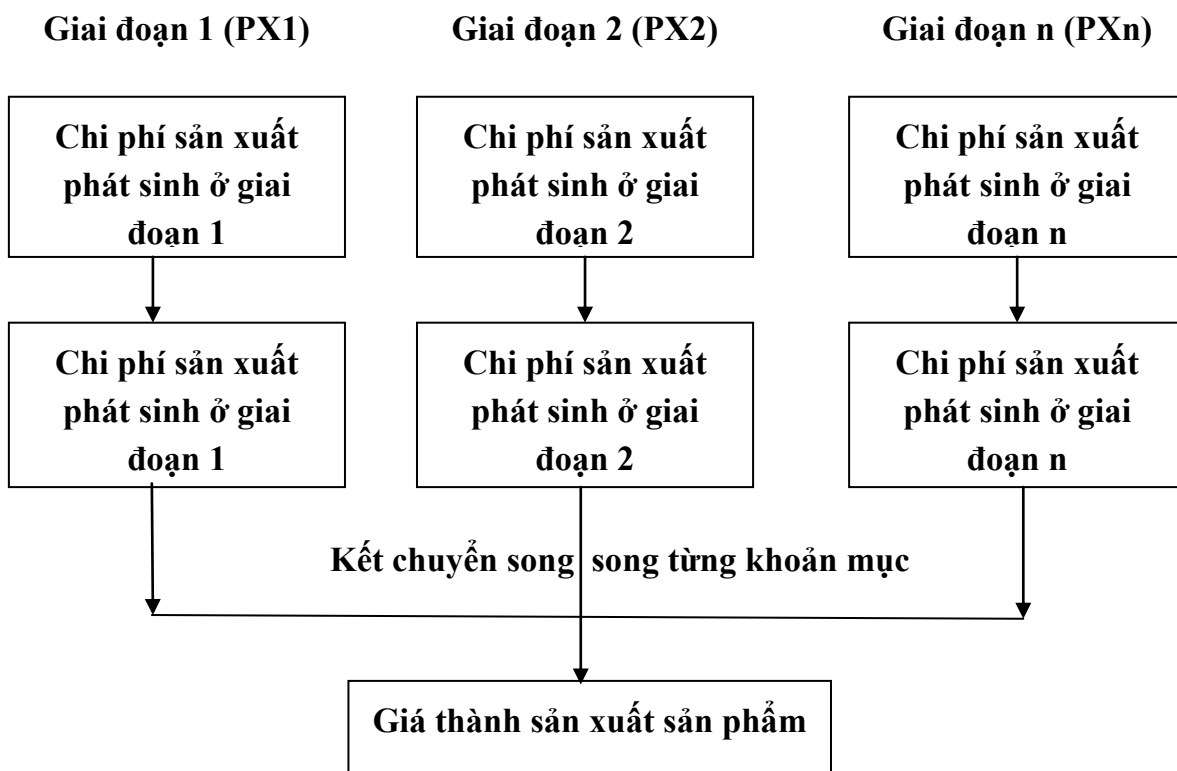 Giai đoạn 1 (PX1)
Giai đoạn 2 (PX2)
Giai đoạn n (PXn)
Chi phí sản xuất
phát sinh ở giai
đoạn 1
Chi phí sản xuất
phát sinh ở giai
đoạn 2
Chi phí sản xuất
phát sinh ở giai
đoạn n
Chi phí sản xuất
phát sinh ở giai
đoạn 1
Chi phí sản xuất
phát sinh ở giai
đoạn 2
Chi phí sản xuất
phát sinh ở giai
đoạn n
Kết chuyển song song từng khoản mục
Giá thành sản xuất sản phẩm